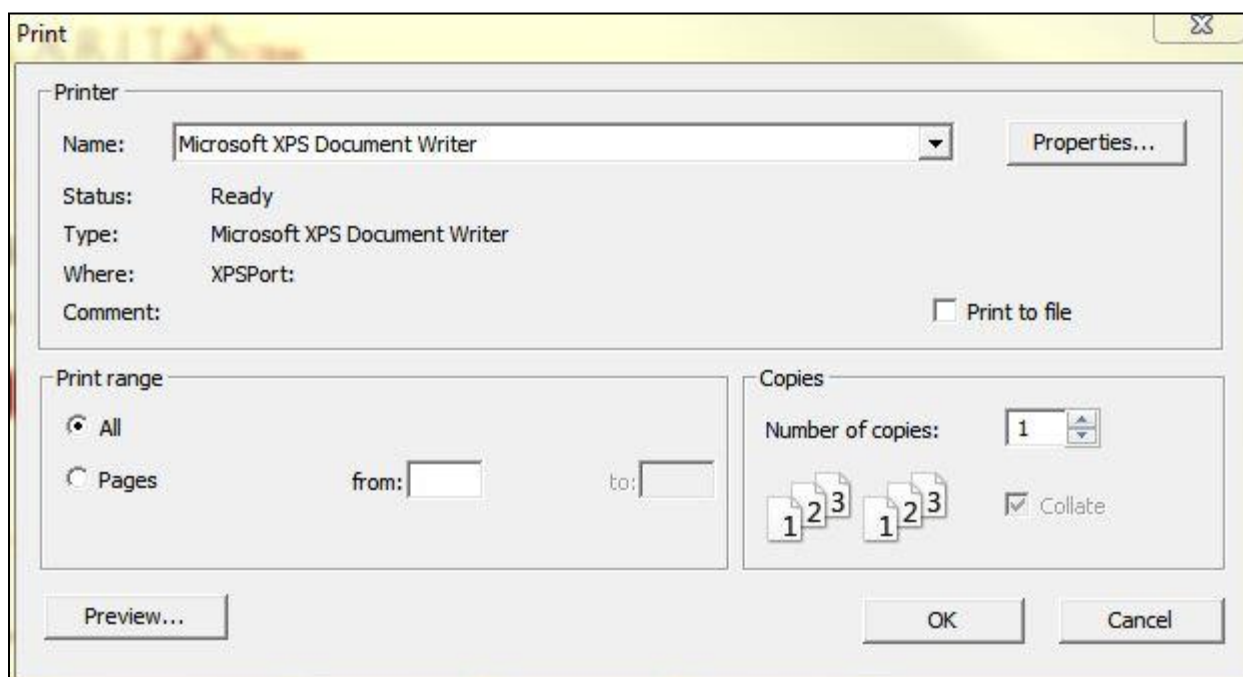 Print
Printer
Name: Microsoft XPS Document Writer Properties...
Status: Ready
Type: Microsoft XPS Document Writer
Where: XPSPort:
Comment: Print to file
Print range
All
Pages from: to:
Copies
Number of copies: 1
1 2 3 1 2 3 Collate
Preview... OK Cancel